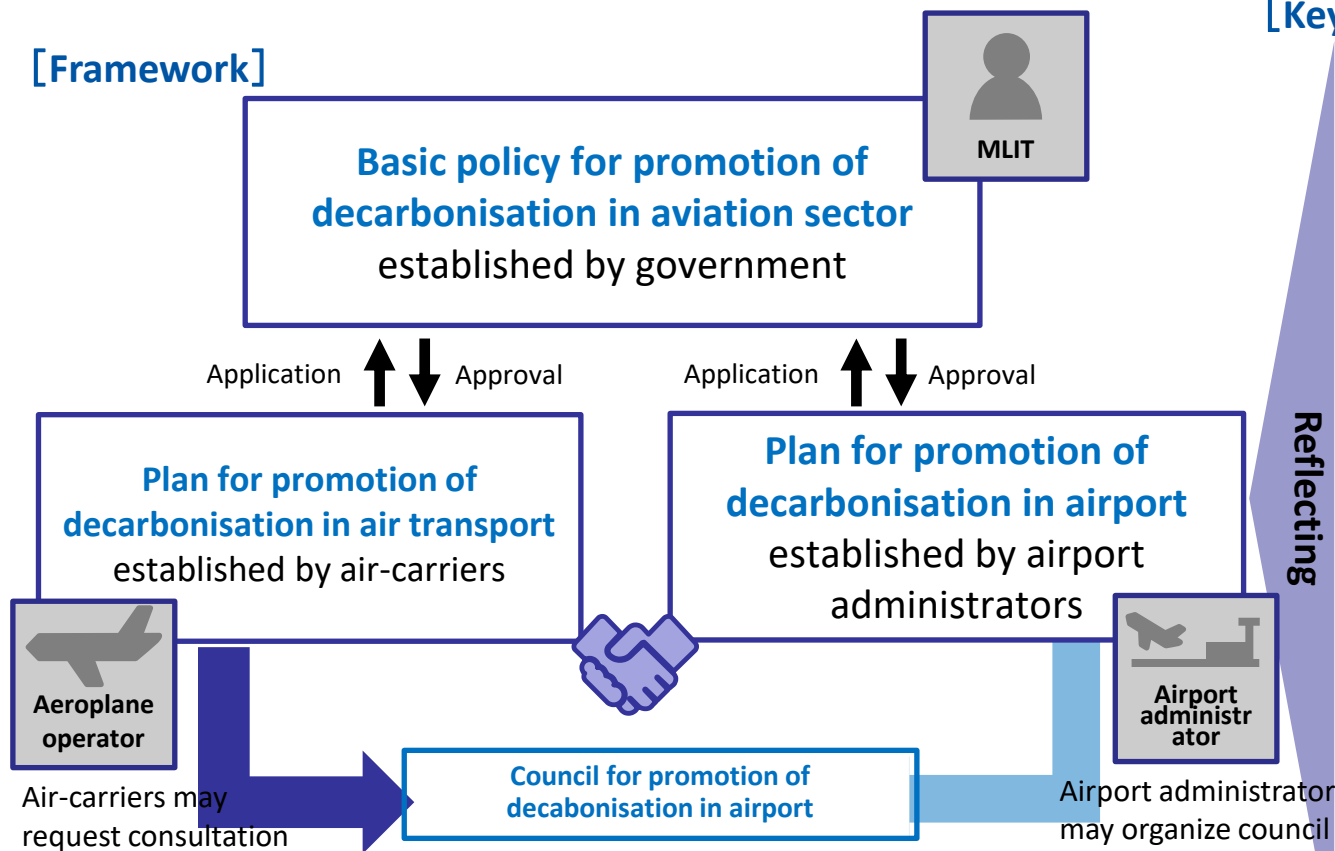 [Key
[Framework]
MLIT
Basic policy for promotion of
decarbonisation in aviation sector
established by government
Application
Approval
Application
Approval
Plan for promotion of
decarbonisation in air transport
established by air-carriers
Plan for promotion of
decarbonisation in airport
established by airport
administrators
Reflecting
Aeroplane
operator
Airport
administr
ator
Council for promotion of
decabonisation in airport
Air-carriers may
request consultation
Airport administrator
may organize council